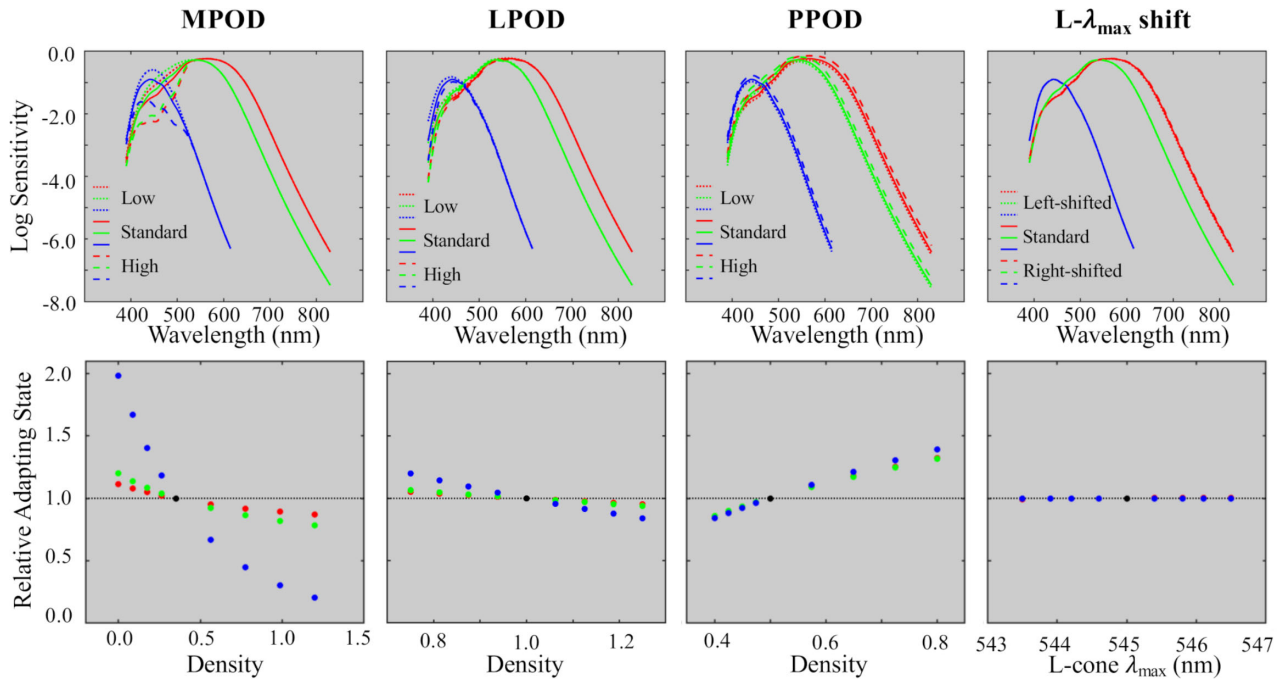 MPOD LPOD PPOD L-λmax shift
0.0
-2.0
-4.0
-6.0
-8.0
Log Sensitivity
Low
Standard
High
Low
Standard
High
Low
Standard
High
Left-shifted
Standard
Right-shifted
400 500 600 700 800
400 500 600 700 800
400 500 600 700 800
400 500 600 700 800
Wavelength (nm) Wavelength (nm) Wavelength (nm) Wavelength (nm)
2.0
1.5
1.0
0.5
0.0
Relative Adapting State
0.0 0.5 1.0 1.5
0.8 1.0 1.2
0.4 0.6 0.8
543 544 545 546 547
Density Density Density L-cone λmax (nm)